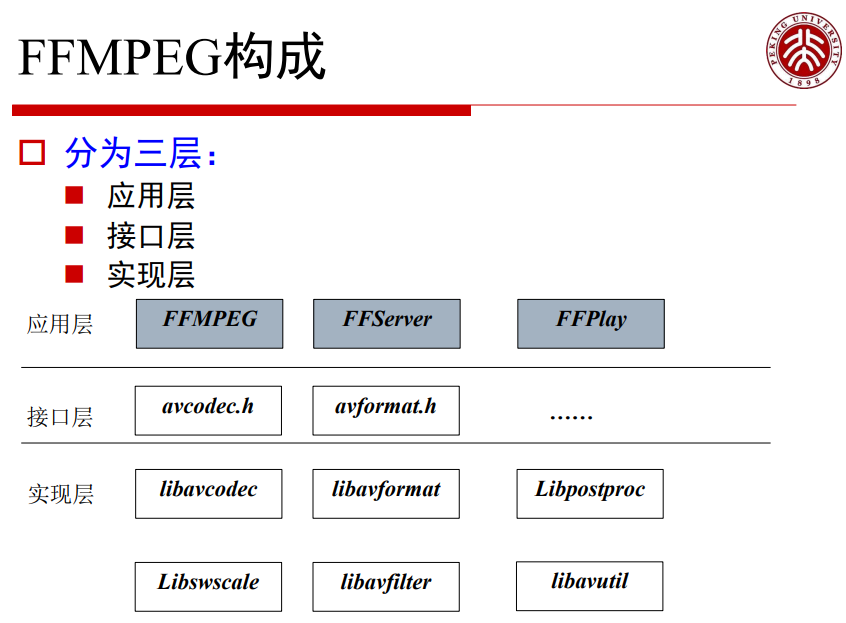 FFMPEG构成
PEKING UNIVERSITY
1898
分为三层：
应用层
接口层
实现层
应用层 FFMPEG FFServer FFPlay
接口层 avcodec.h avformat.h ……
实现层 libavcodec libavformat Libpostproc
Libswscale libavfilter libavutil